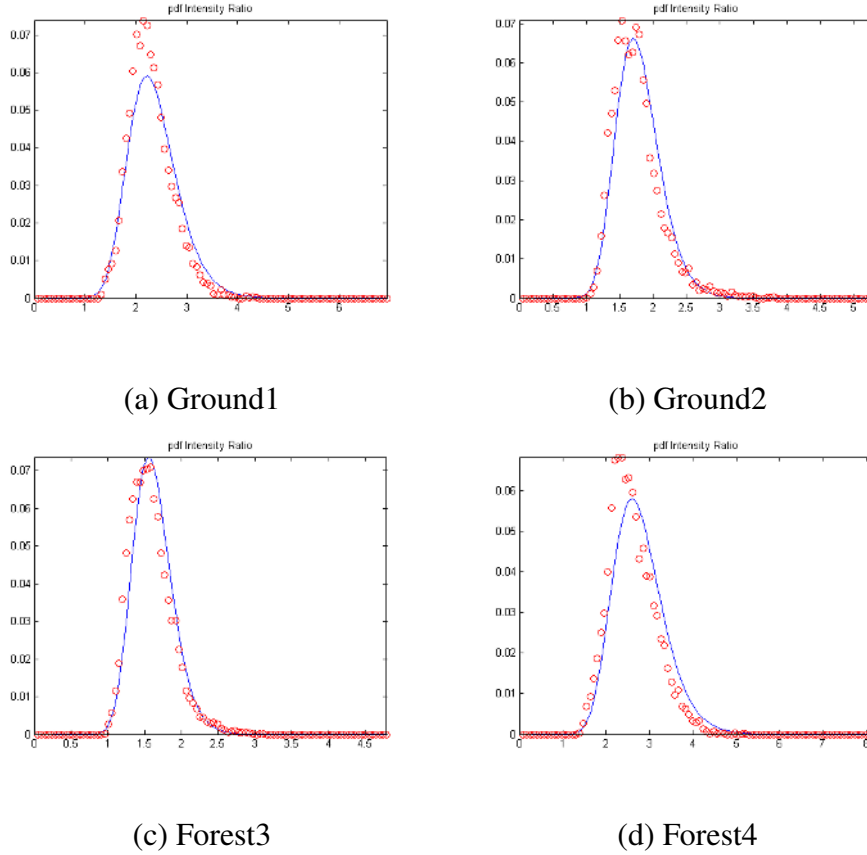 pdf Intensity Ratio
0.07
0.06
0.05
0.04
0.03
0.02
0.01
0
0 1 2 3 4 5 6
(a) Ground1
pdf Intensity Ratio
0.07
0.06
0.05
0.04
0.03
0.02
0.01
0
0 0.5 1 1.5 2 2.5 3 3.5 4 4.5 5
(b) Ground2
pdf Intensity Ratio
0.07
0.06
0.05
0.04
0.03
0.02
0.01
0
0 0.5 1 1.5 2 2.5 3 3.5 4 4.5
(c) Forest3
pdf Intensity Ratio
0.06
0.05
0.04
0.03
0.02
0.01
0
0 1 2 3 4 5 6 7 8
(d) Forest4